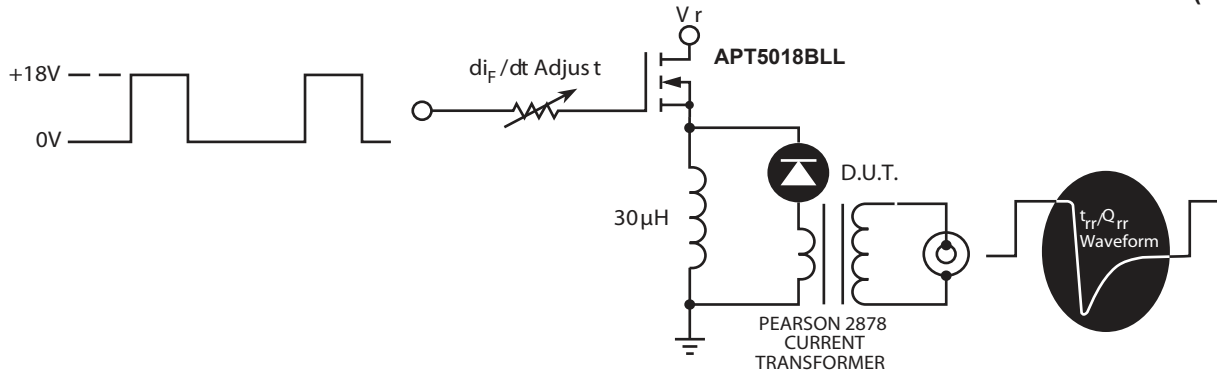 V r
APT5018BLL
di_F/dt Adjus t
+18V
0V
D.U.T.
30µH
t_rr/Q_rr
Waveform
PEARSON 2878
CURRENT
TRANSFORMER